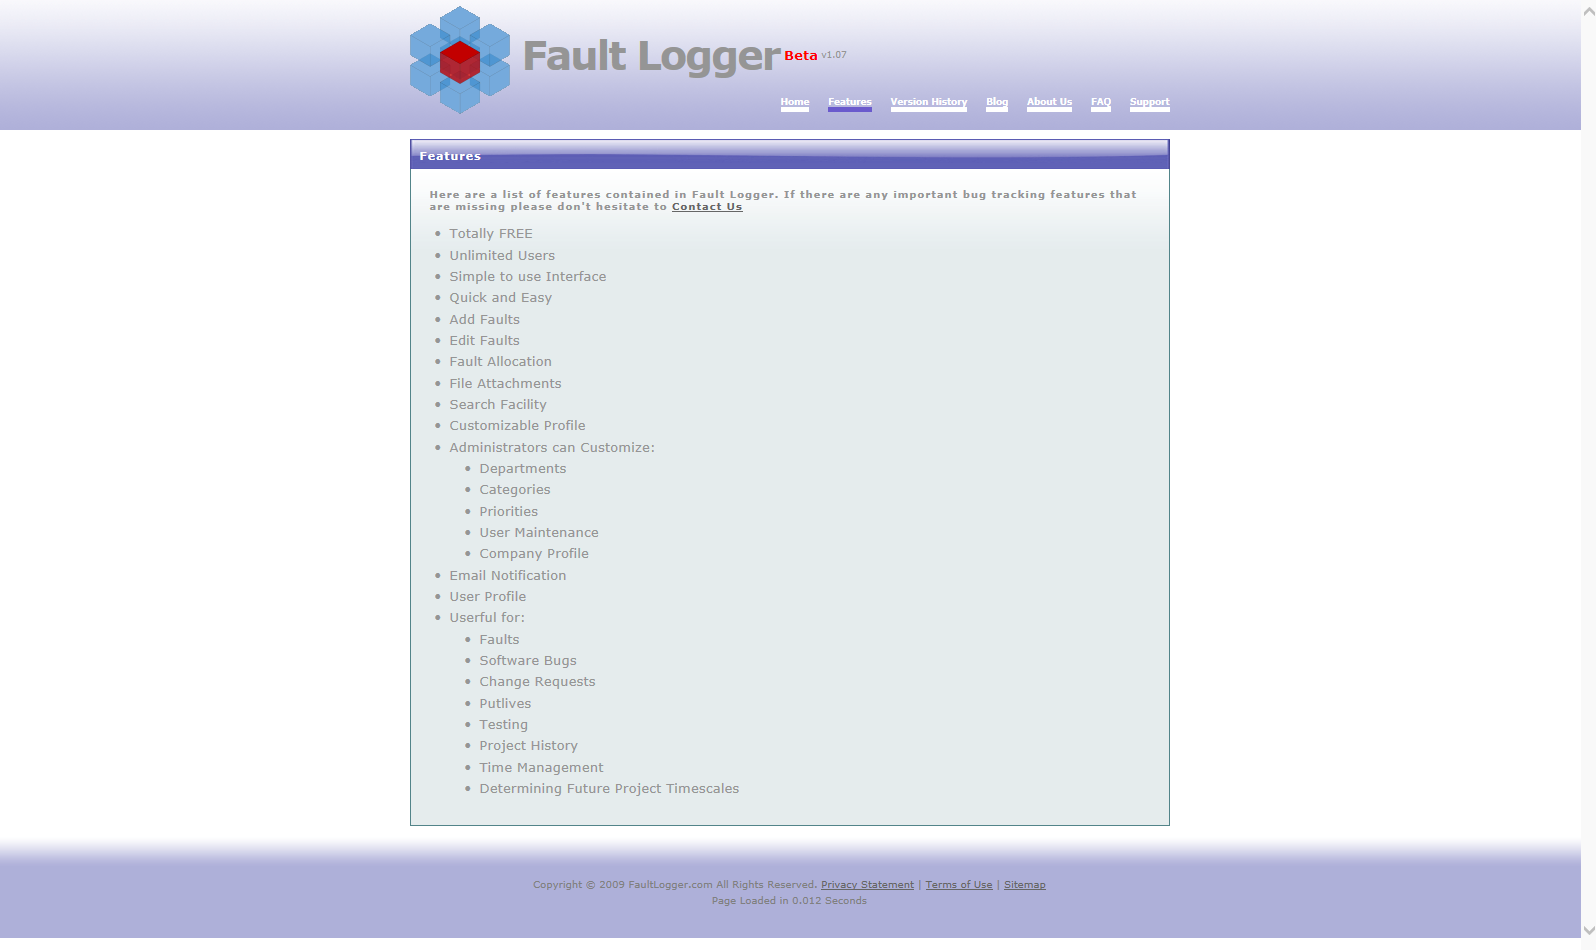 Fault Logger Beta v1.07
Home Features Version History Blog About Us FAQ Support
Features
Here are a list of features contained in Fault Logger. If there are any important bug tracking features that
are missing please don't hesitate to Contact Us
• Totally FREE
• Unlimited Users
• Simple to use Interface
• Quick and Easy
• Add Faults
• Edit Faults
• Fault Allocation
• File Attachments
• Search Facility
• Customizable Profile
• Administrators can Customize:
• Departments
• Categories
• Priorities
• User Maintenance
• Company Profile
• Email Notification
• User Profile
• Userful for:
• Faults
• Software Bugs
• Change Requests
• Putlives
• Testing
• Project History
• Time Management
• Determining Future Project Timescales
Copyright © 2009 FaultLogger.com All Rights Reserved. Privacy Statement | Terms of Use | Sitemap
Page Loaded in 0.012 Seconds